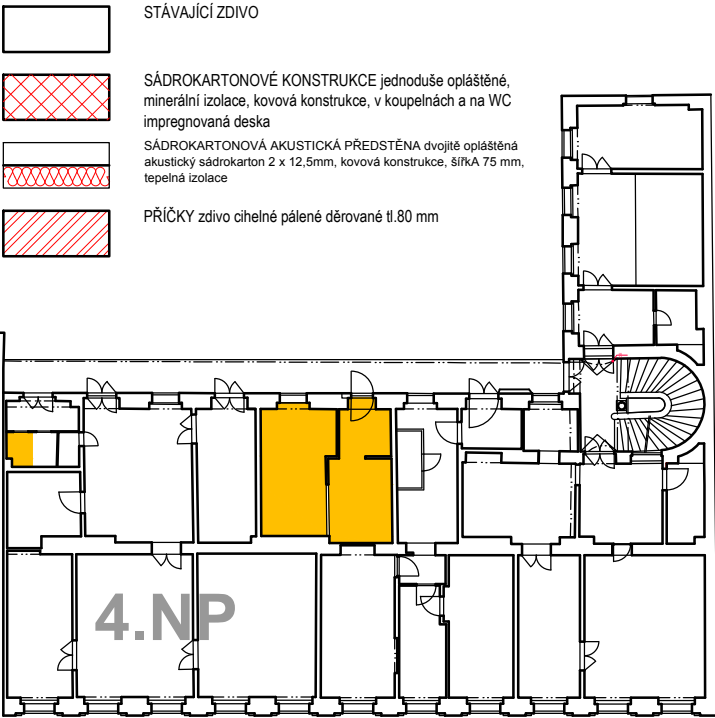 STÁVAJÍCÍ ZDIVO
SÁDROKARTONOVÉ KONSTRUKCE jednoduše opláštěné,
minerální izolace, kovová konstrukce, v koupelnách a na WC
impregnovaná deska
SÁDROKARTONOVÁ AKUSTICKÁ PŘEDSTĚNA dvojitě opláštěná
akustický sádrokarton 2 x 12,5mm, kovová konstrukce, šířkA 75 mm,
tepelná izolace
PŘÍČKY zdivo cihelné pálené děrované tl.80 mm
4.NP